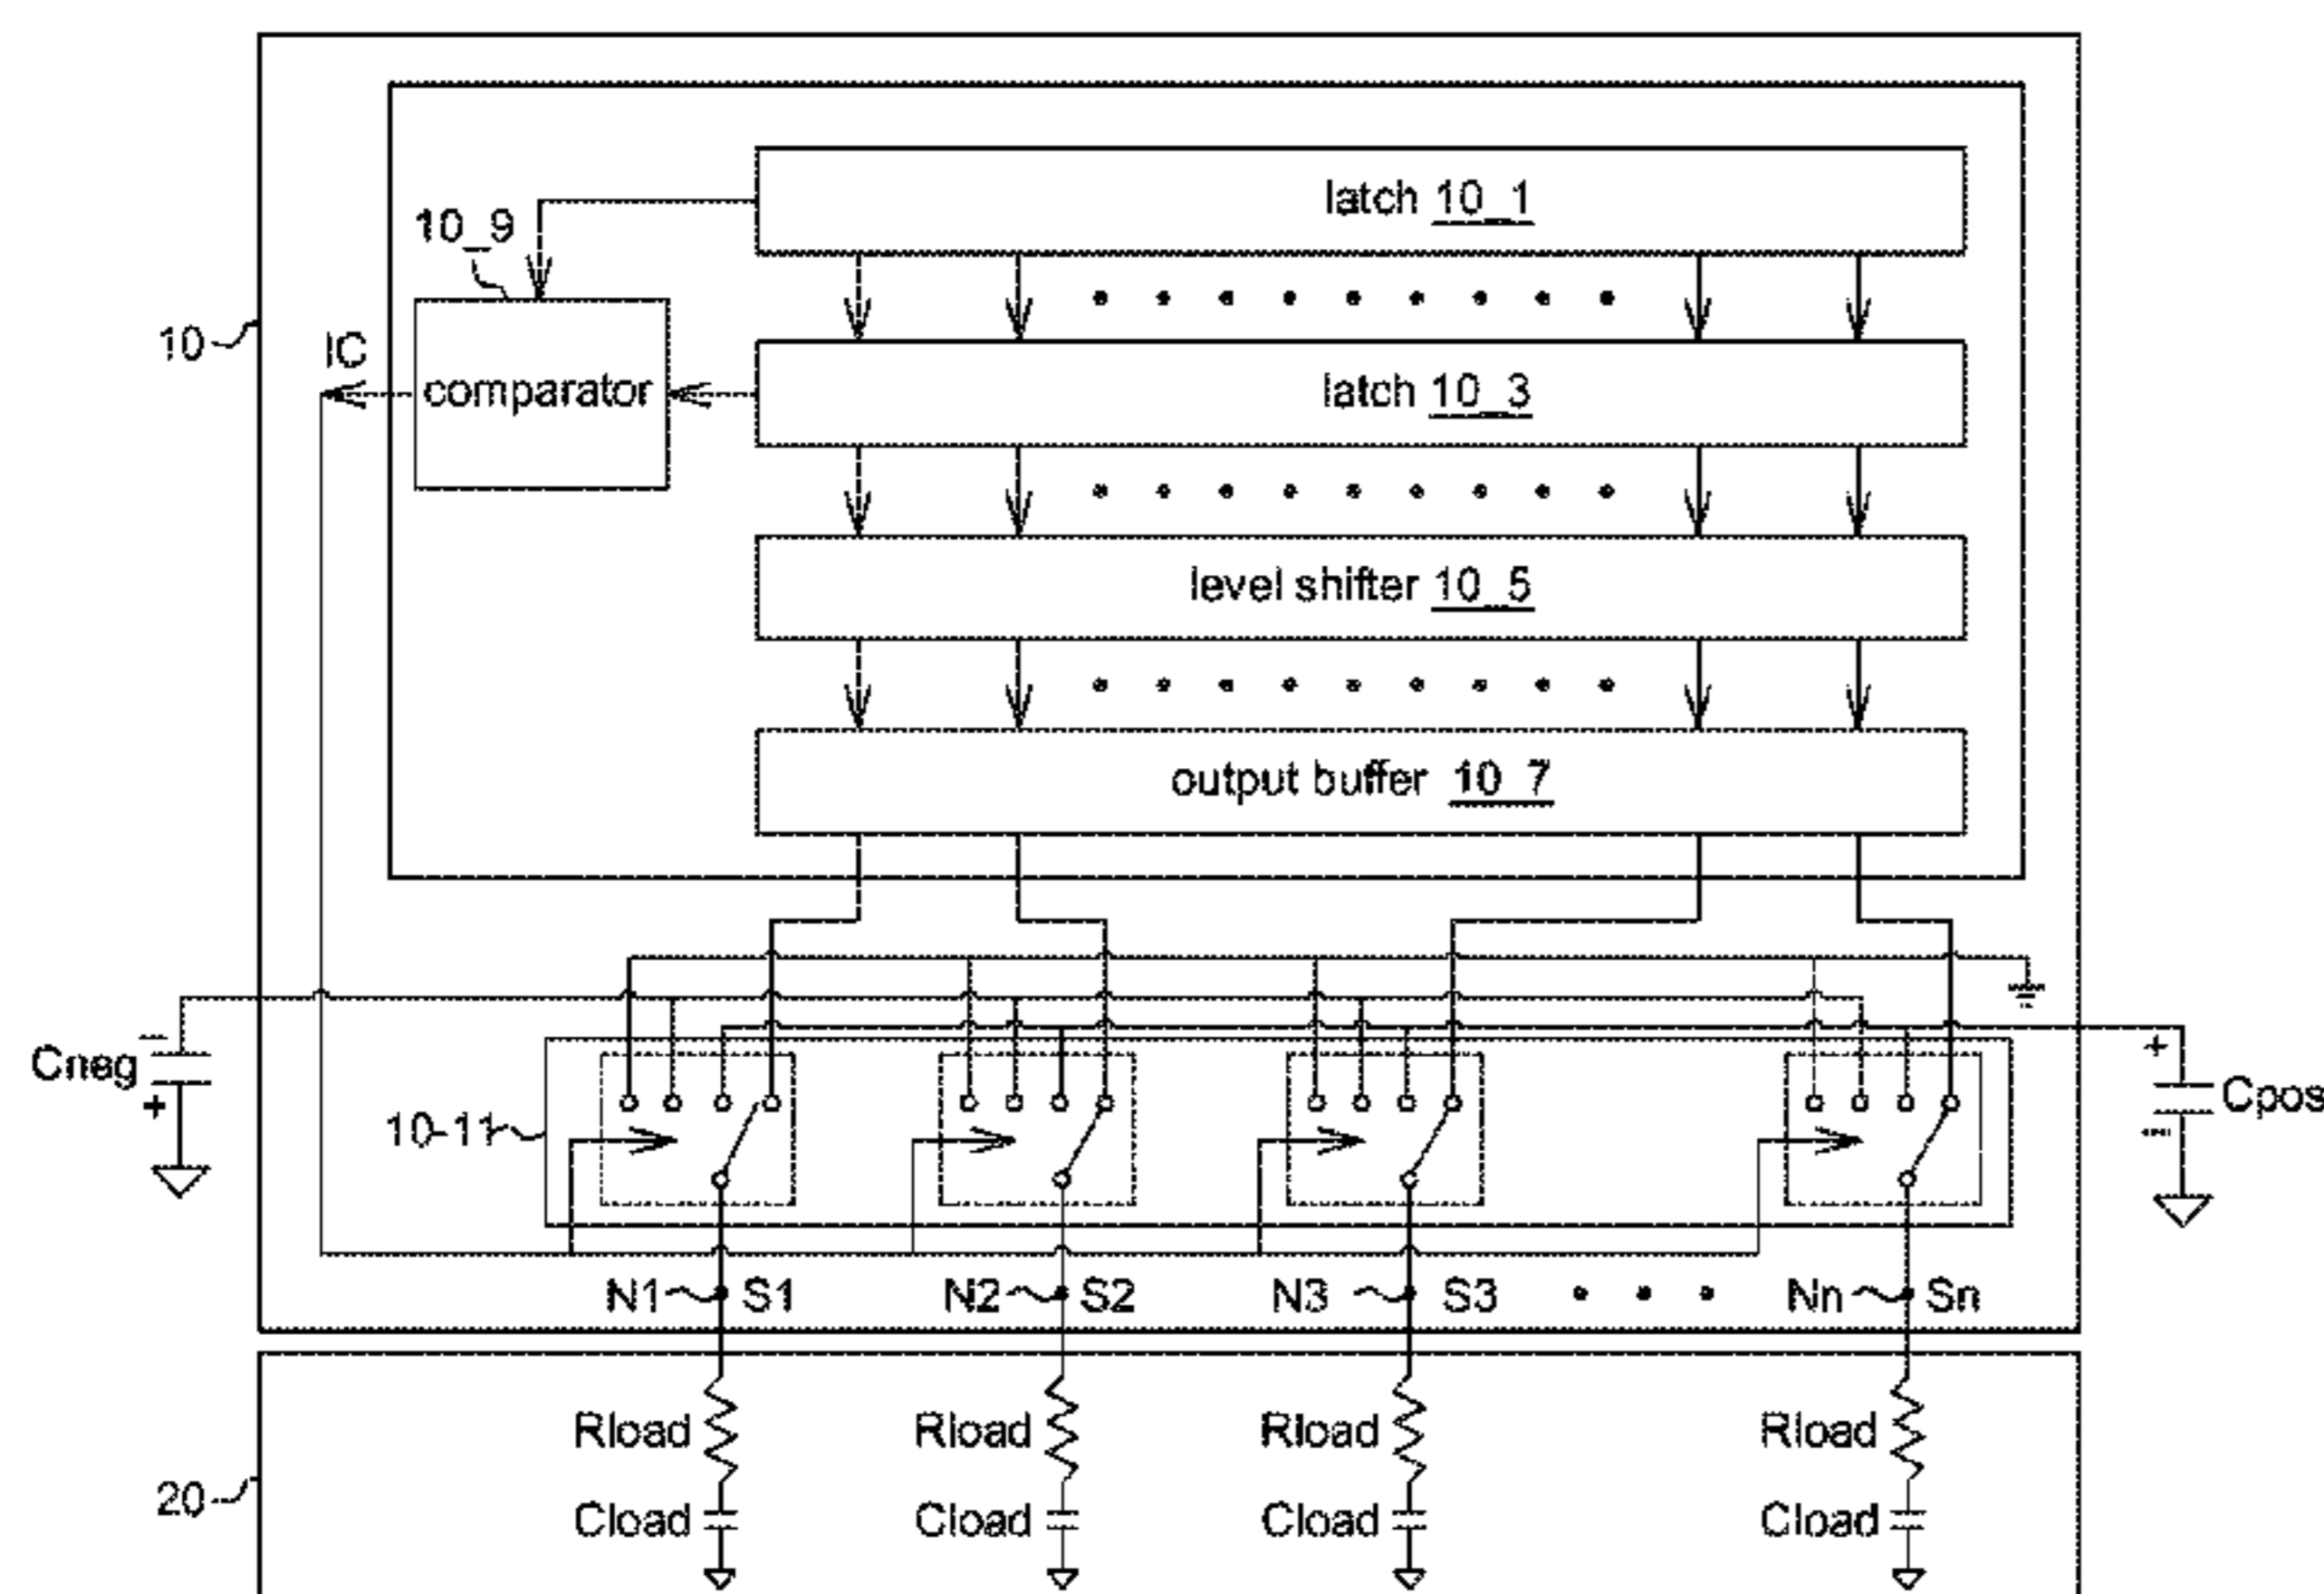 latch 10_1
10_9
10
IC
comparator
latch 10_3
level shifter 10_5
output buffer 10_7
−
Cneg
+
10-11
+
Cpos
−
N1 S1
N2 S2
N3 S3
Nn Sn
20
Rload Rload Rload Rload
Cload Cload Cload Cload